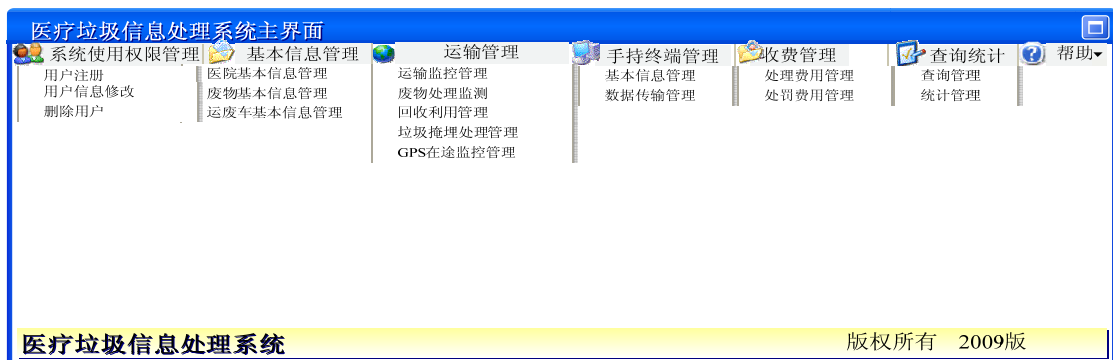 医疗垃圾信息处理系统主界面
系统使用权限管理 基本信息管理 运输管理 手持终端管理 收费管理 查询统计 帮助
用户注册 医院基本信息管理 运输监控管理 基本信息管理 处理费用管理 查询管理
用户信息修改 废物基本信息管理 废物处理监测 数据传输管理 处罚费用管理 统计管理
删除用户 运废车基本信息管理 回收利用管理
垃圾掩埋处理管理
GPS在途监控管理
医疗垃圾信息处理系统 版权所有 2009版